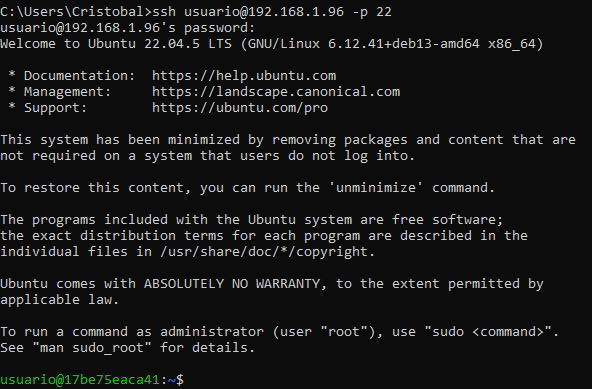 C:\Users\Cristobal>ssh usuario@192.168.1.96 -p 22
usuario@192.168.1.96's password:
Welcome to Ubuntu 22.04.5 LTS (GNU/Linux 6.12.41+deb13-amd64 x86_64)

 * Documentation:  https://help.ubuntu.com
 * Management:     https://landscape.canonical.com
 * Support:        https://ubuntu.com/pro

This system has been minimized by removing packages and content that are
not required on a system that users do not log into.

To restore this content, you can run the 'unminimize' command.

The programs included with the Ubuntu system are free software;
the exact distribution terms for each program are described in the
individual files in /usr/share/doc/*/copyright.

Ubuntu comes with ABSOLUTELY NO WARRANTY, to the extent permitted by
applicable law.

To run a command as administrator (user "root"), use "sudo <command>".
See "man sudo_root" for details.

usuario@17be75eaca41:~$